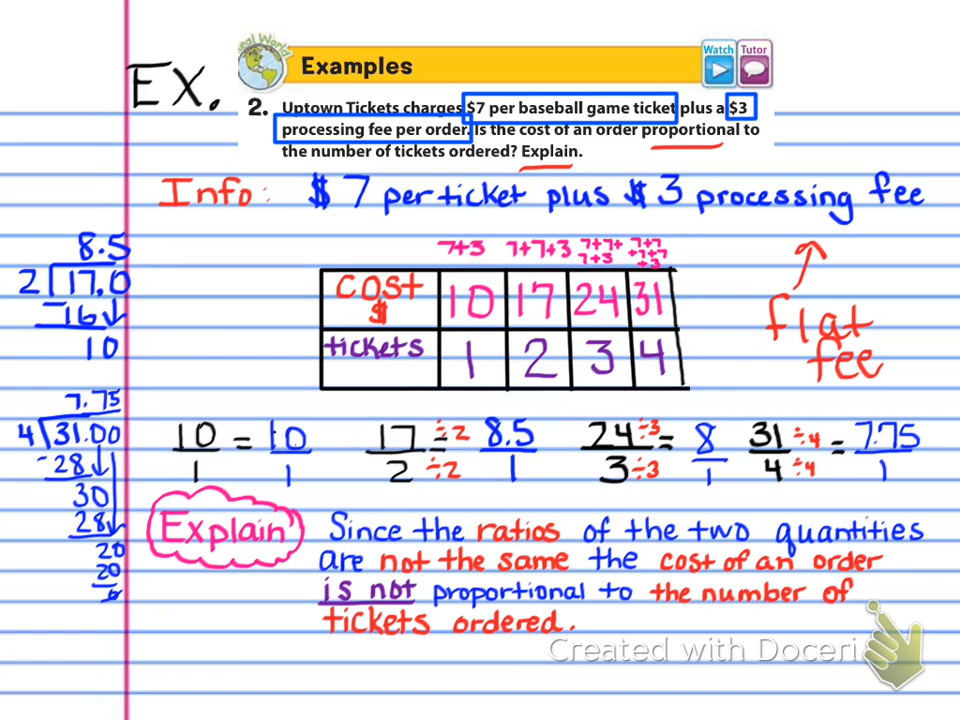 Real World
Examples
Watch
Tutor
EX.
2. Uptown Tickets charges $7 per baseball game ticket plus a $3
processing fee per order. Is the cost of an order proportional to
the number of tickets ordered? Explain.
Info: $7 per ticket plus $3 processing fee
flat
fee
7+3 7+7+3 7+7+ 7+7
7+3 +7+7
+3
cost 10 17 24 31
$
tickets 1 2 3 4
8.5
2 17.0
-16
10
7.75
4 31.00
-28
30
28
20
20
0
10/1 = 10/1 17/2 ÷2/÷2 = 8.5/1 24/3 ÷3/÷3 = 8/1 31/4 ÷4/÷4 = 7.75/1
Explain
Since the ratios of the two quantities
are not the same the cost of an order
is not proportional to the number of
tickets ordered.
Created with Doceri